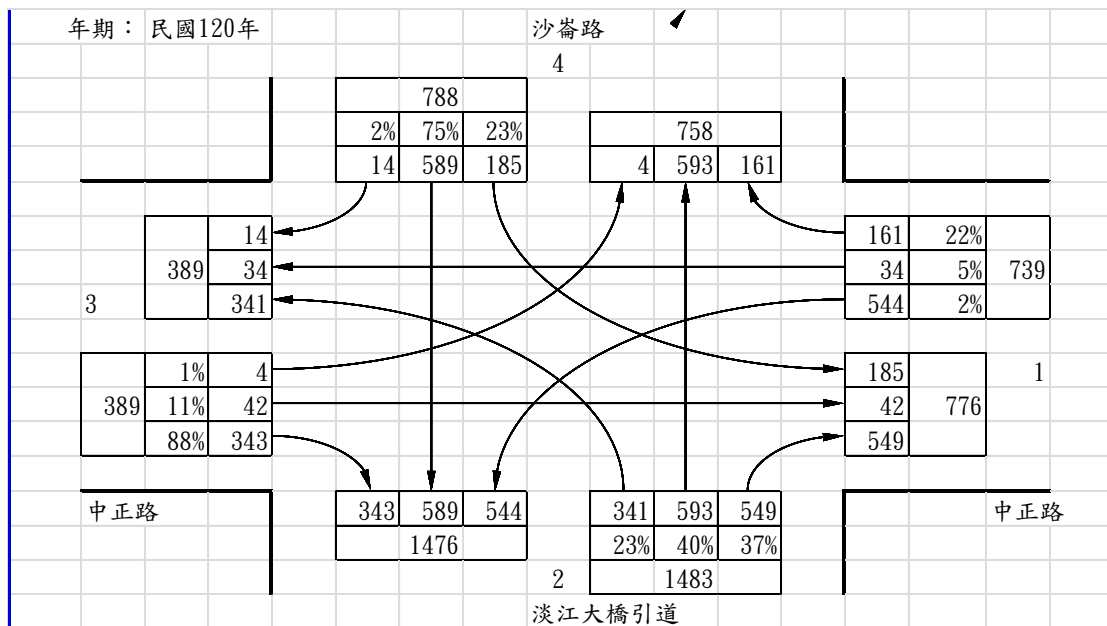 年期： 民國120年 沙崙路
4
788
2% 75% 23% 758
14 589 185 4 593 161
14 161 22%
389 34 34 5% 739
3 341 544 2%
1% 4 185 1
389 11% 42 42 776
88% 343 549
中正路 343 589 544 341 593 549 中正路
1476 23% 40% 37%
2 1483
淡江大橋引道